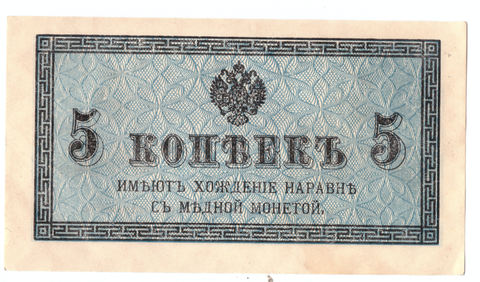 5 КОПѢЕКЪ 5
ИМѢЮТЪ ХОЖДЕНІЕ НАРАВНѢ
СЪ МѢДНОЙ МОНЕТОЙ.